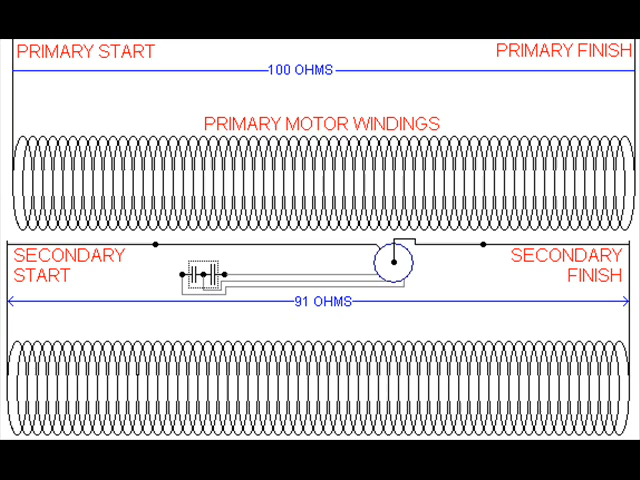 PRIMARY START
PRIMARY FINISH
100 OHMS
PRIMARY MOTOR WINDINGS
SECONDARY
START
SECONDARY
FINISH
91 OHMS